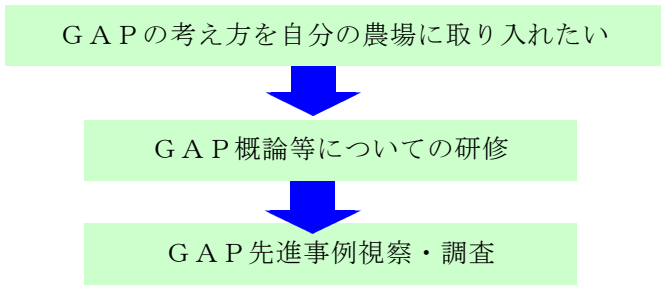 ＧＡＰの考え方を自分の農場に取り入れたい
ＧＡＰ概論等についての研修
ＧＡＰ先進事例視察・調査